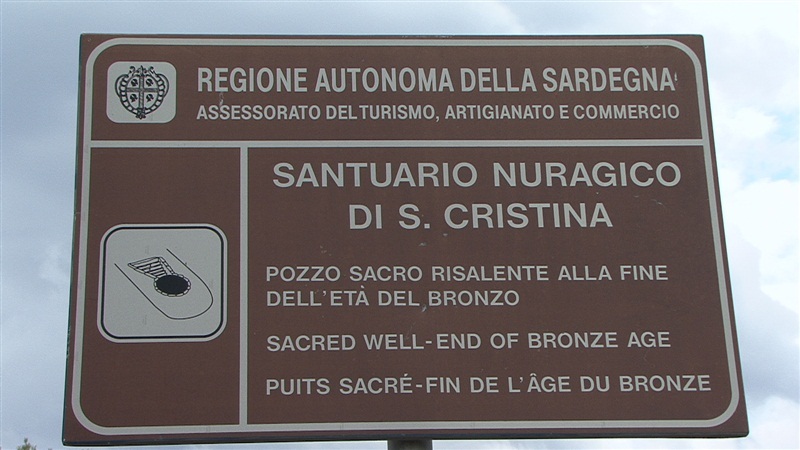 REGIONE AUTONOMA DELLA SARDEGNA
ASSESSORATO DEL TURISMO, ARTIGIANATO E COMMERCIO
SANTUARIO NURAGICO
DI S. CRISTINA
POZZO SACRO RISALENTE ALLA FINE
DELL'ETÀ DEL BRONZO
SACRED WELL-END OF BRONZE AGE
PUITS SACRÉ-FIN DE L'ÂGE DU BRONZE